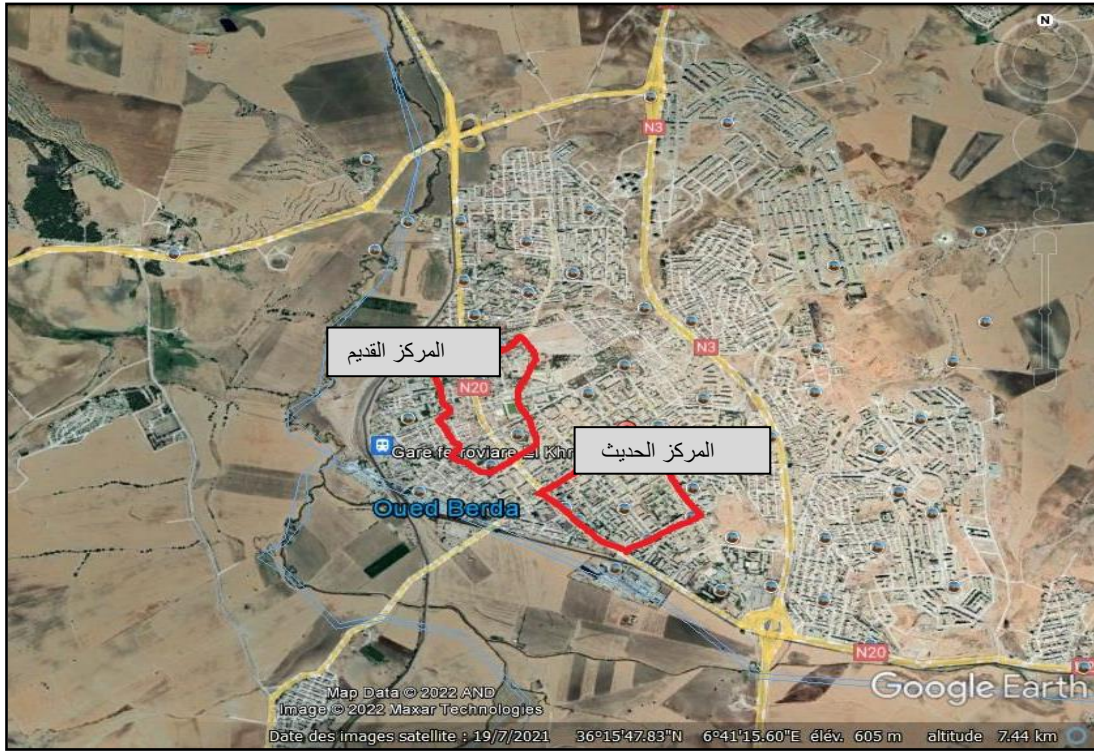 N
N3
المركز القديم
N20
N3
Gare ferroviare El Khr
المركز الحديث
Oued Berda
N20
Map Data © 2022 AND
Image © 2022 Maxar Technologies
Google Earth
Date des images satellite : 19/7/2021 36°15'47.83"N 6°41'15.60"E élév. 605 m altitude 7.44 km